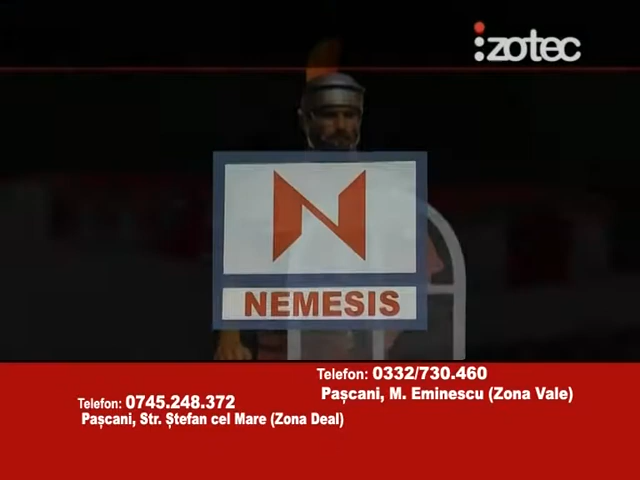 izotec
NEMESIS
Telefon: 0332/730.460
Pașcani, M. Eminescu (Zona Vale)
Telefon: 0745.248.372
Pașcani, Str. Ștefan cel Mare (Zona Deal)